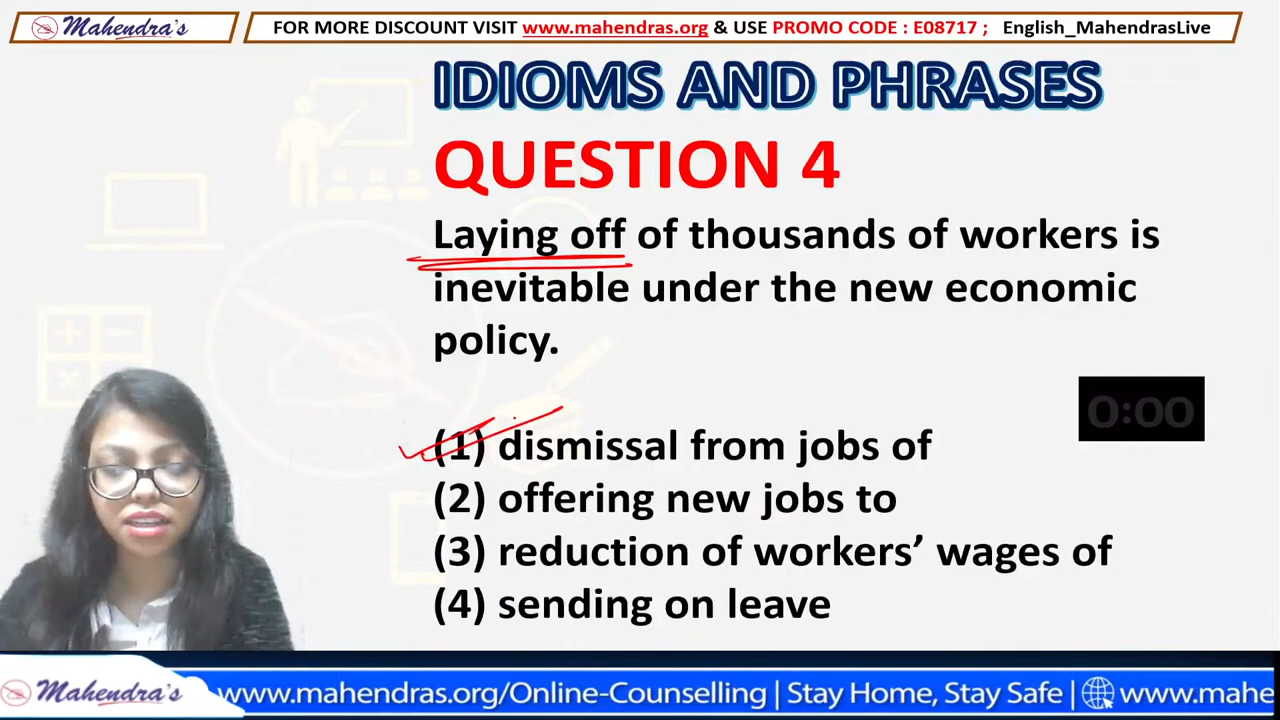 Mahendra's
FOR MORE DISCOUNT VISIT www.mahendras.org & USE PROMO CODE : E08717 ; English_MahendrasLive
IDIOMS AND PHRASES
QUESTION 4
Laying off of thousands of workers is
inevitable under the new economic
policy.
0:00
(1) dismissal from jobs of
(2) offering new jobs to
(3) reduction of workers’ wages of
(4) sending on leave
Mahendra's
www.mahendras.org/Online-Counselling | Stay Home, Stay Safe | www.mahe